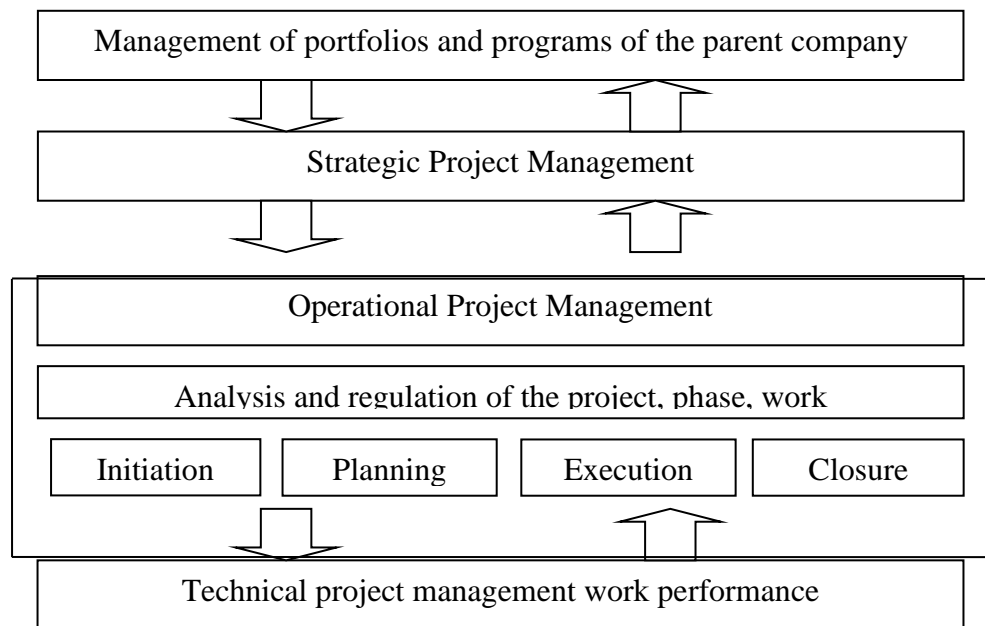 Management of portfolios and programs of the parent company
Strategic Project Management
Operational Project Management
Analysis and regulation of the project, phase, work
Initiation
Planning
Execution
Closure
Technical project management work performance